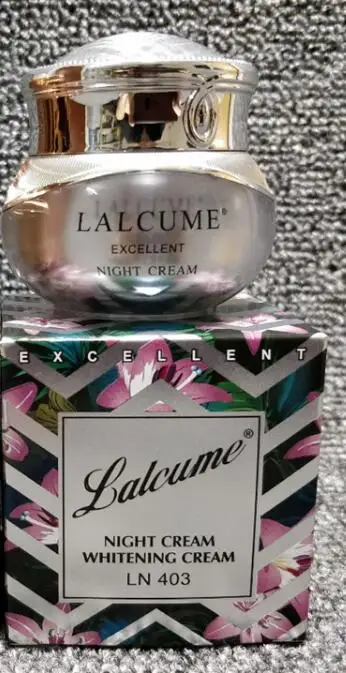 LALCUME®
EXCELLENT
NIGHT CREAM
EXCELLENT
Lalcume®
NIGHT CREAM
WHITENING CREAM
LN 403